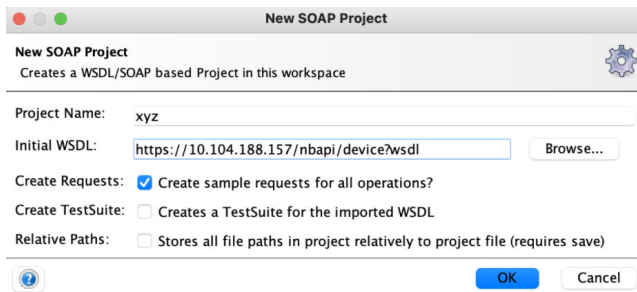 New SOAP Project
New SOAP Project
Creates a WSDL/SOAP based Project in this workspace
Project Name: xyz
Initial WSDL: https://10.104.188.157/nbapi/device?wsdl Browse...
Create Requests: Create sample requests for all operations?
Create TestSuite: Creates a TestSuite for the imported WSDL
Relative Paths: Stores all file paths in project relatively to project file (requires save)
? OK Cancel